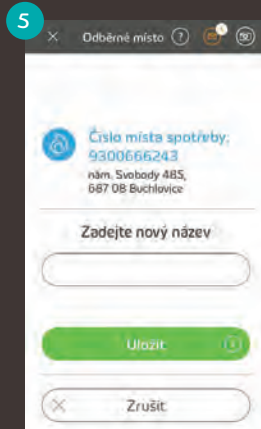 5
Odběrné místo ?
Číslo místa spotřeby:
9300666243
nám. Svobody 485,
687 08 Buchlovice
Zadejte nový název
Uložit
Zrušit